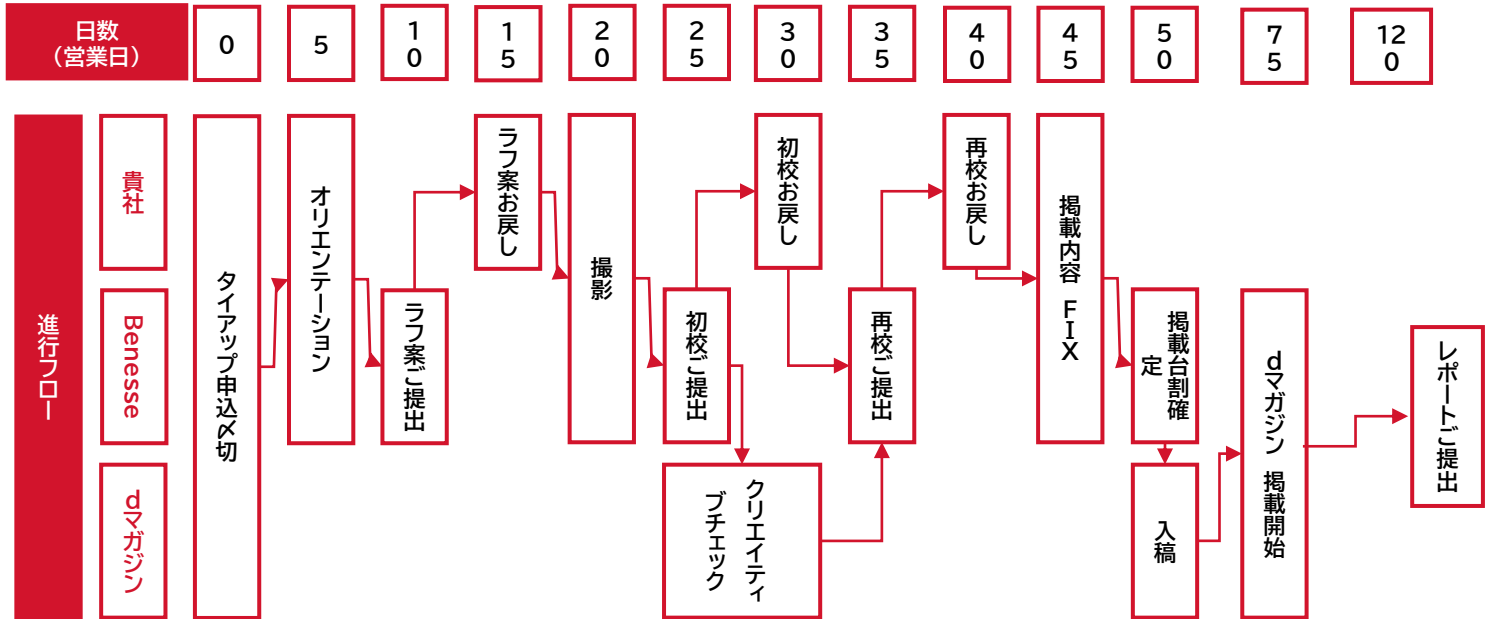 日数
（営業日）
0
5
10
15
20
25
30
35
40
45
50
75
120
進行フロー
貴社
Benesse
dマガジン
タイアップ申込〆切
オリエンテーション
ラフ案ご提出
ラフ案お戻し
撮影
初校ご提出
クリエイティ
ブチェック
初校お戻し
再校ご提出
再校お戻し
掲載内容 FIX
掲載台割確
定
入稿
dマガジン 掲載開始
レポートご提出